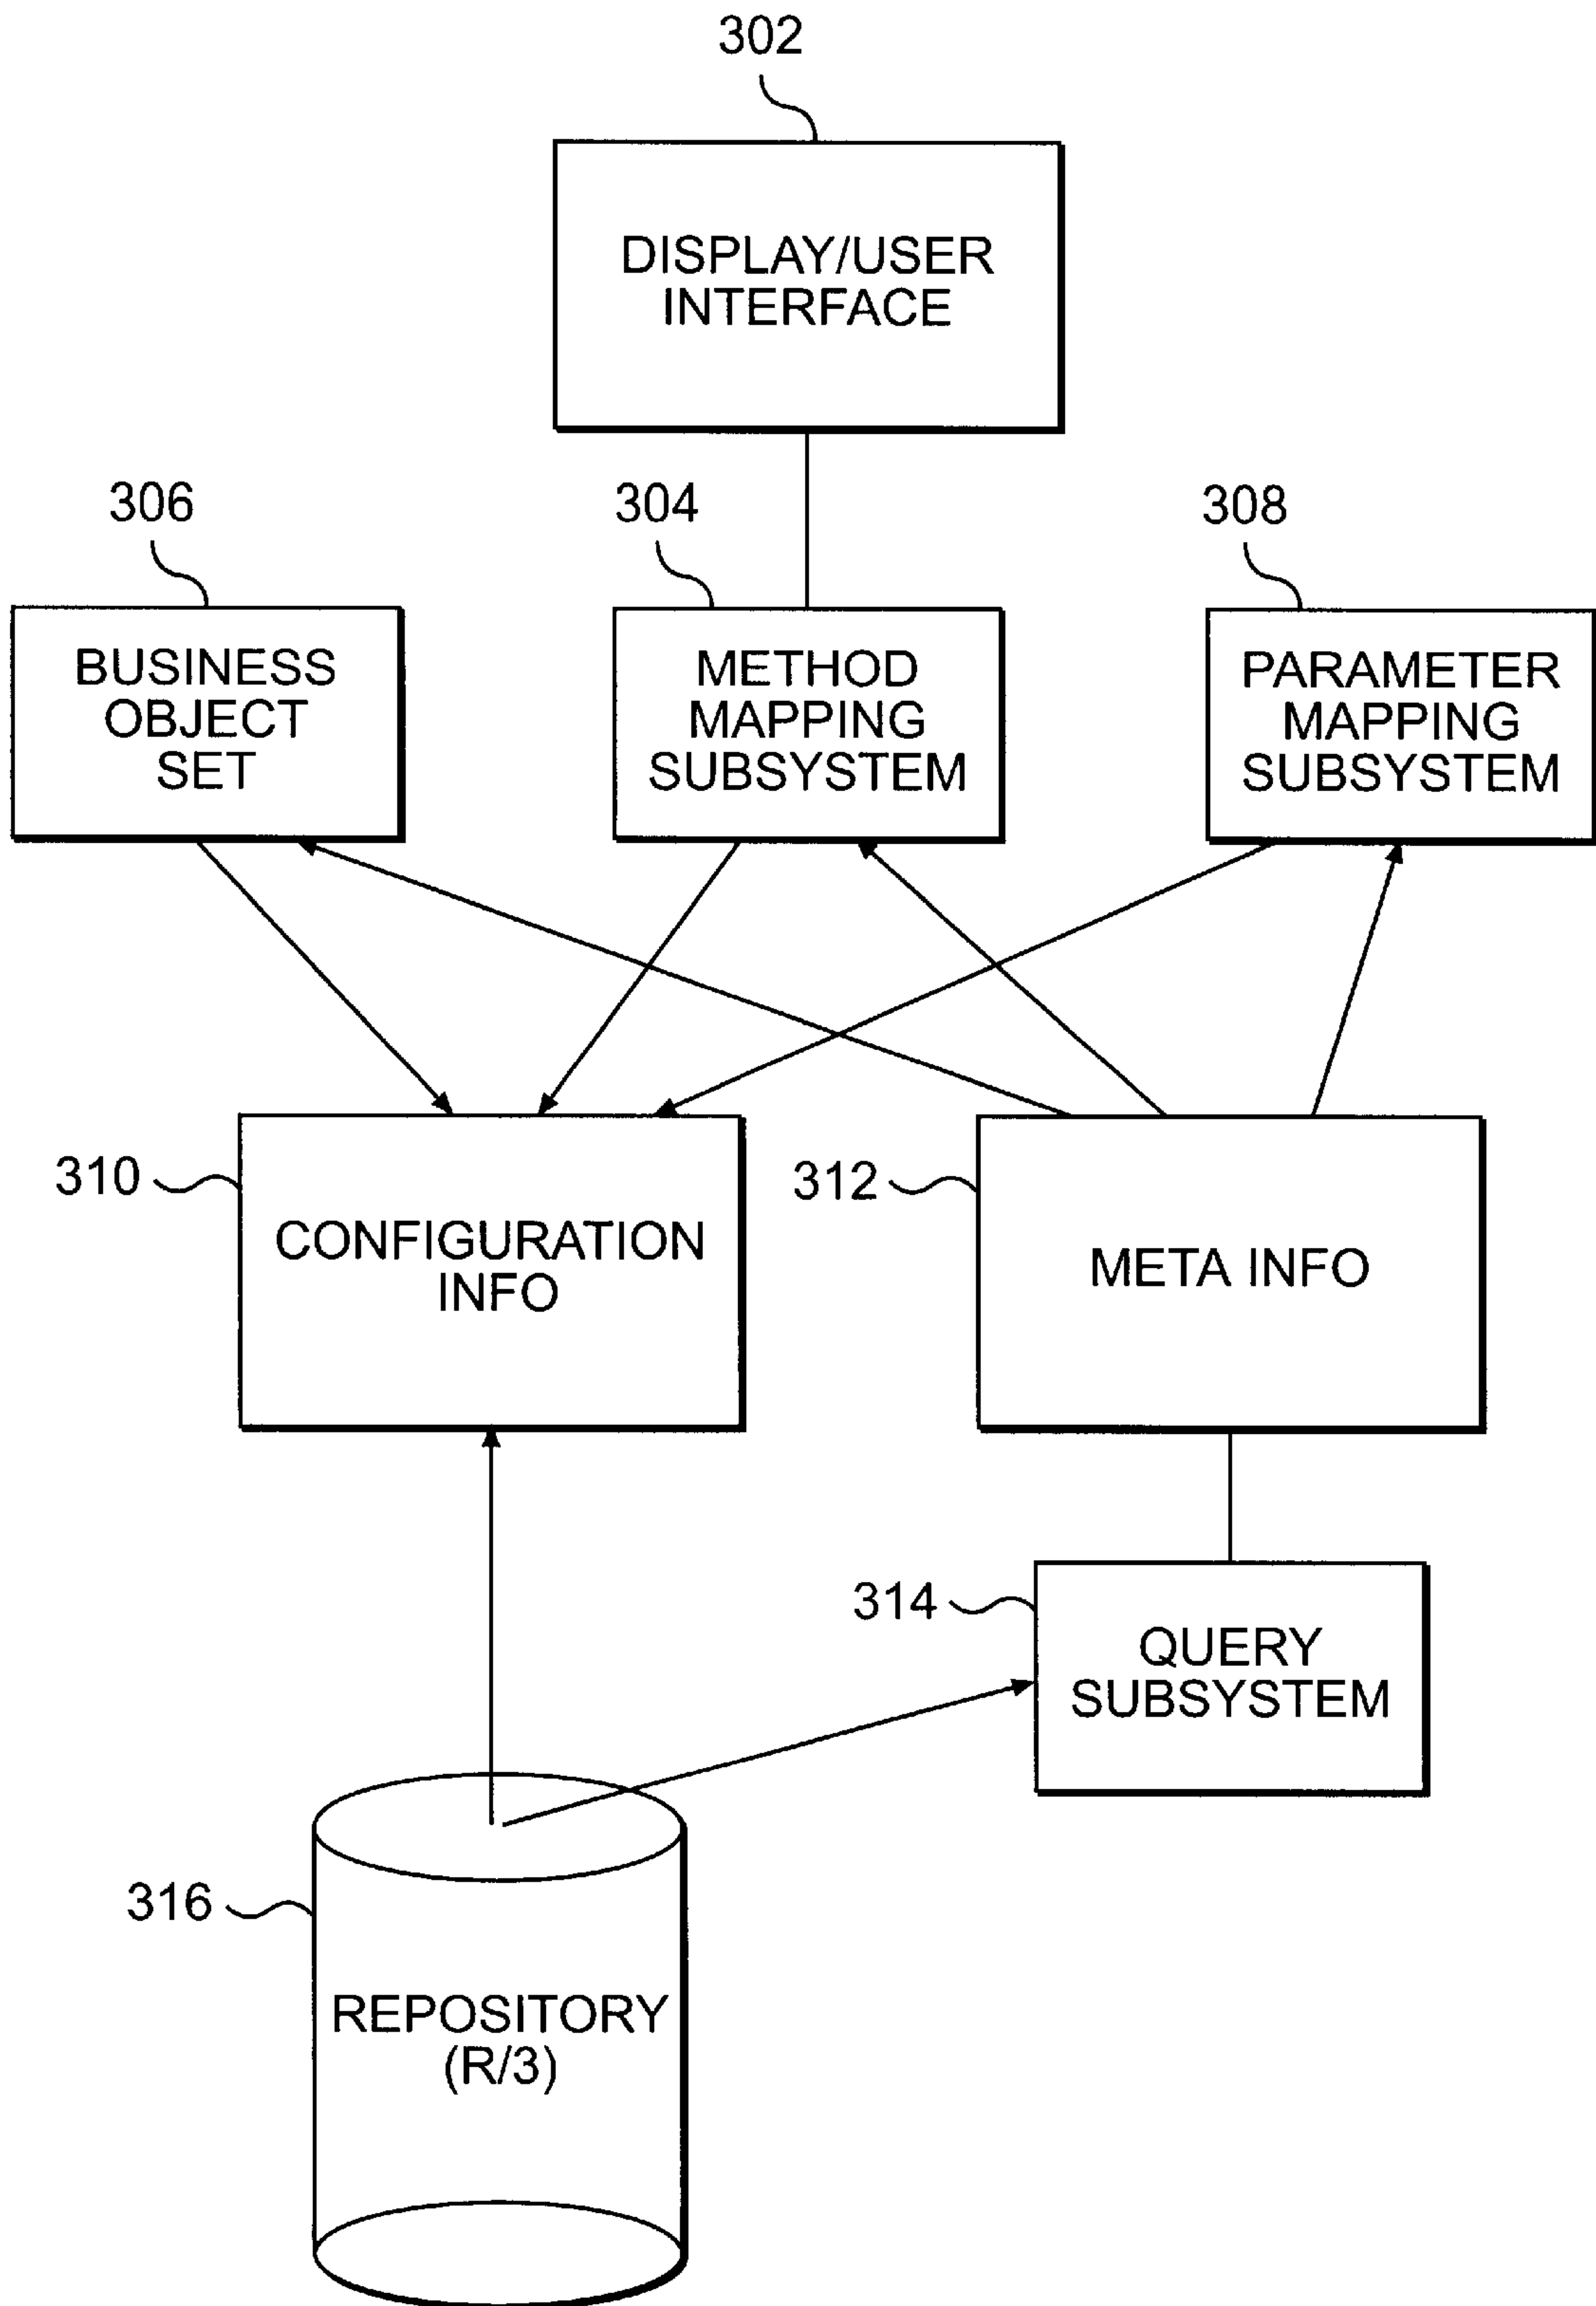 302
DISPLAY/USER
INTERFACE
306
304
308
BUSINESS
OBJECT
SET
METHOD
MAPPING
SUBSYSTEM
PARAMETER
MAPPING
SUBSYSTEM
310
CONFIGURATION
INFO
312
META INFO
314
QUERY
SUBSYSTEM
316
REPOSITORY
(R/3)